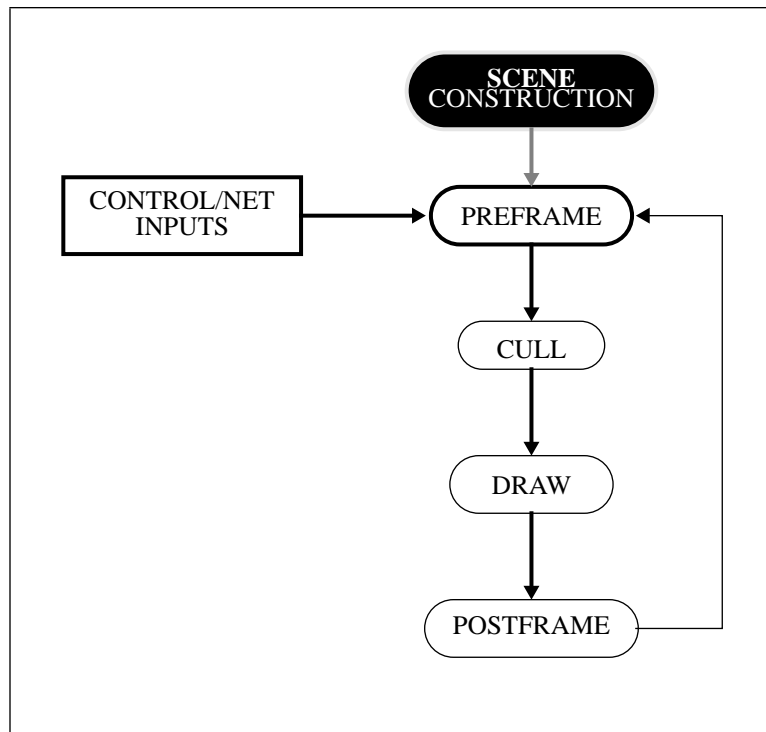 SCENE
CONSTRUCTION
CONTROL/NET
INPUTS
PREFRAME
CULL
DRAW
POSTFRAME